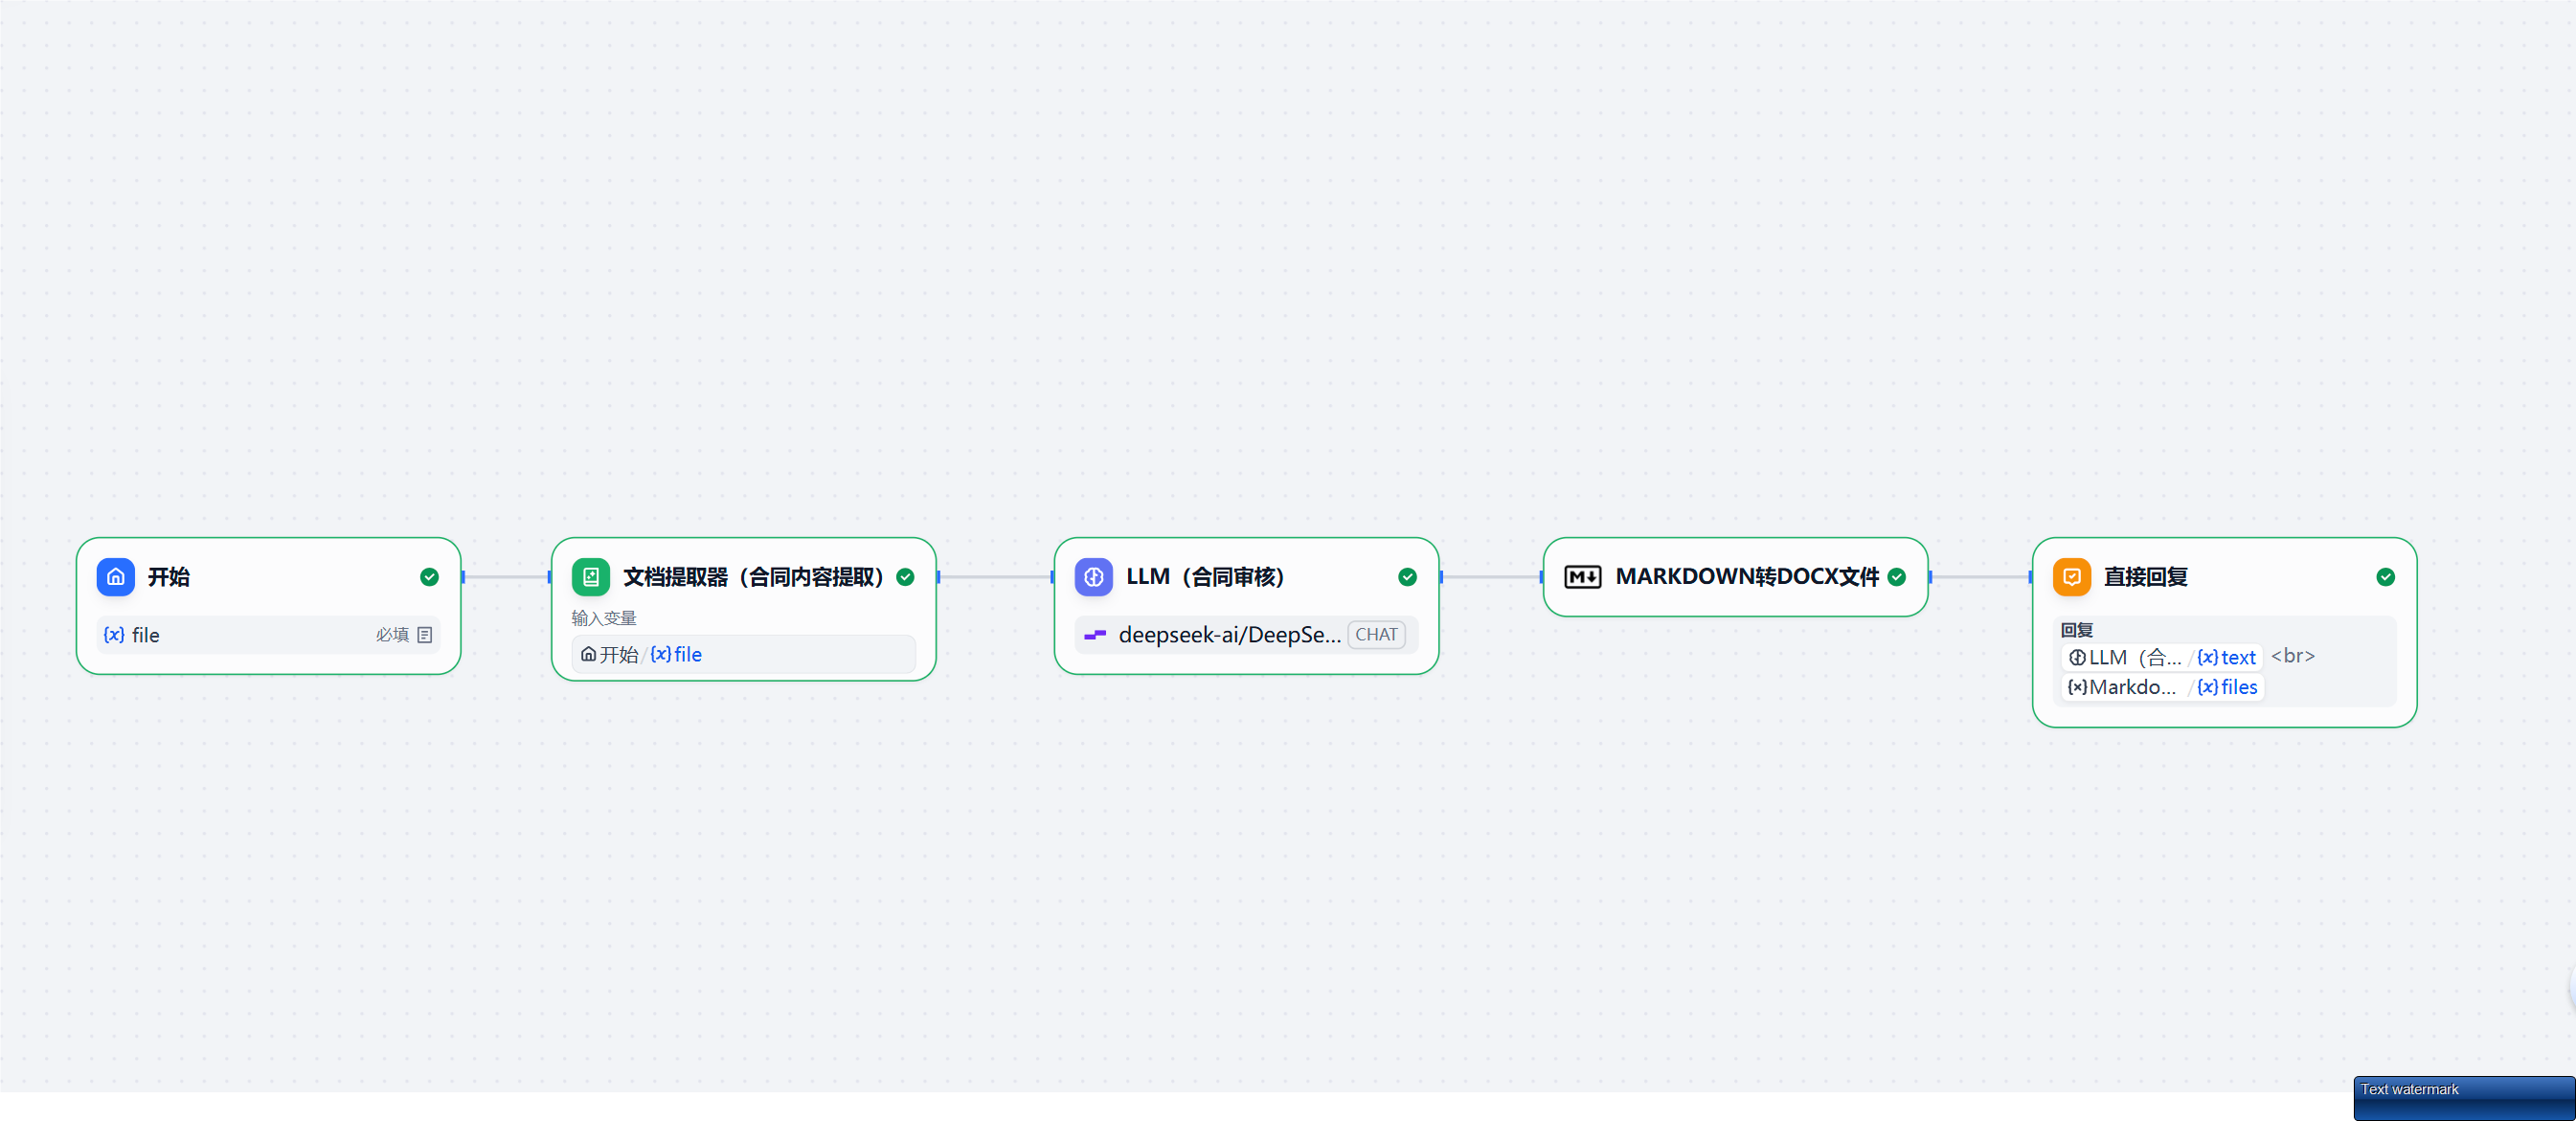 开始
{x} file 必填
文档提取器（合同内容提取）
输入变量
开始/{x}file
LLM（合同审核）
deepseek-ai/DeepSe... CHAT
MARKDOWN转DOCX文件
直接回复
回复
LLM（合... /{x}text <br>
{x}Markdo... /{x}files
Text watermark